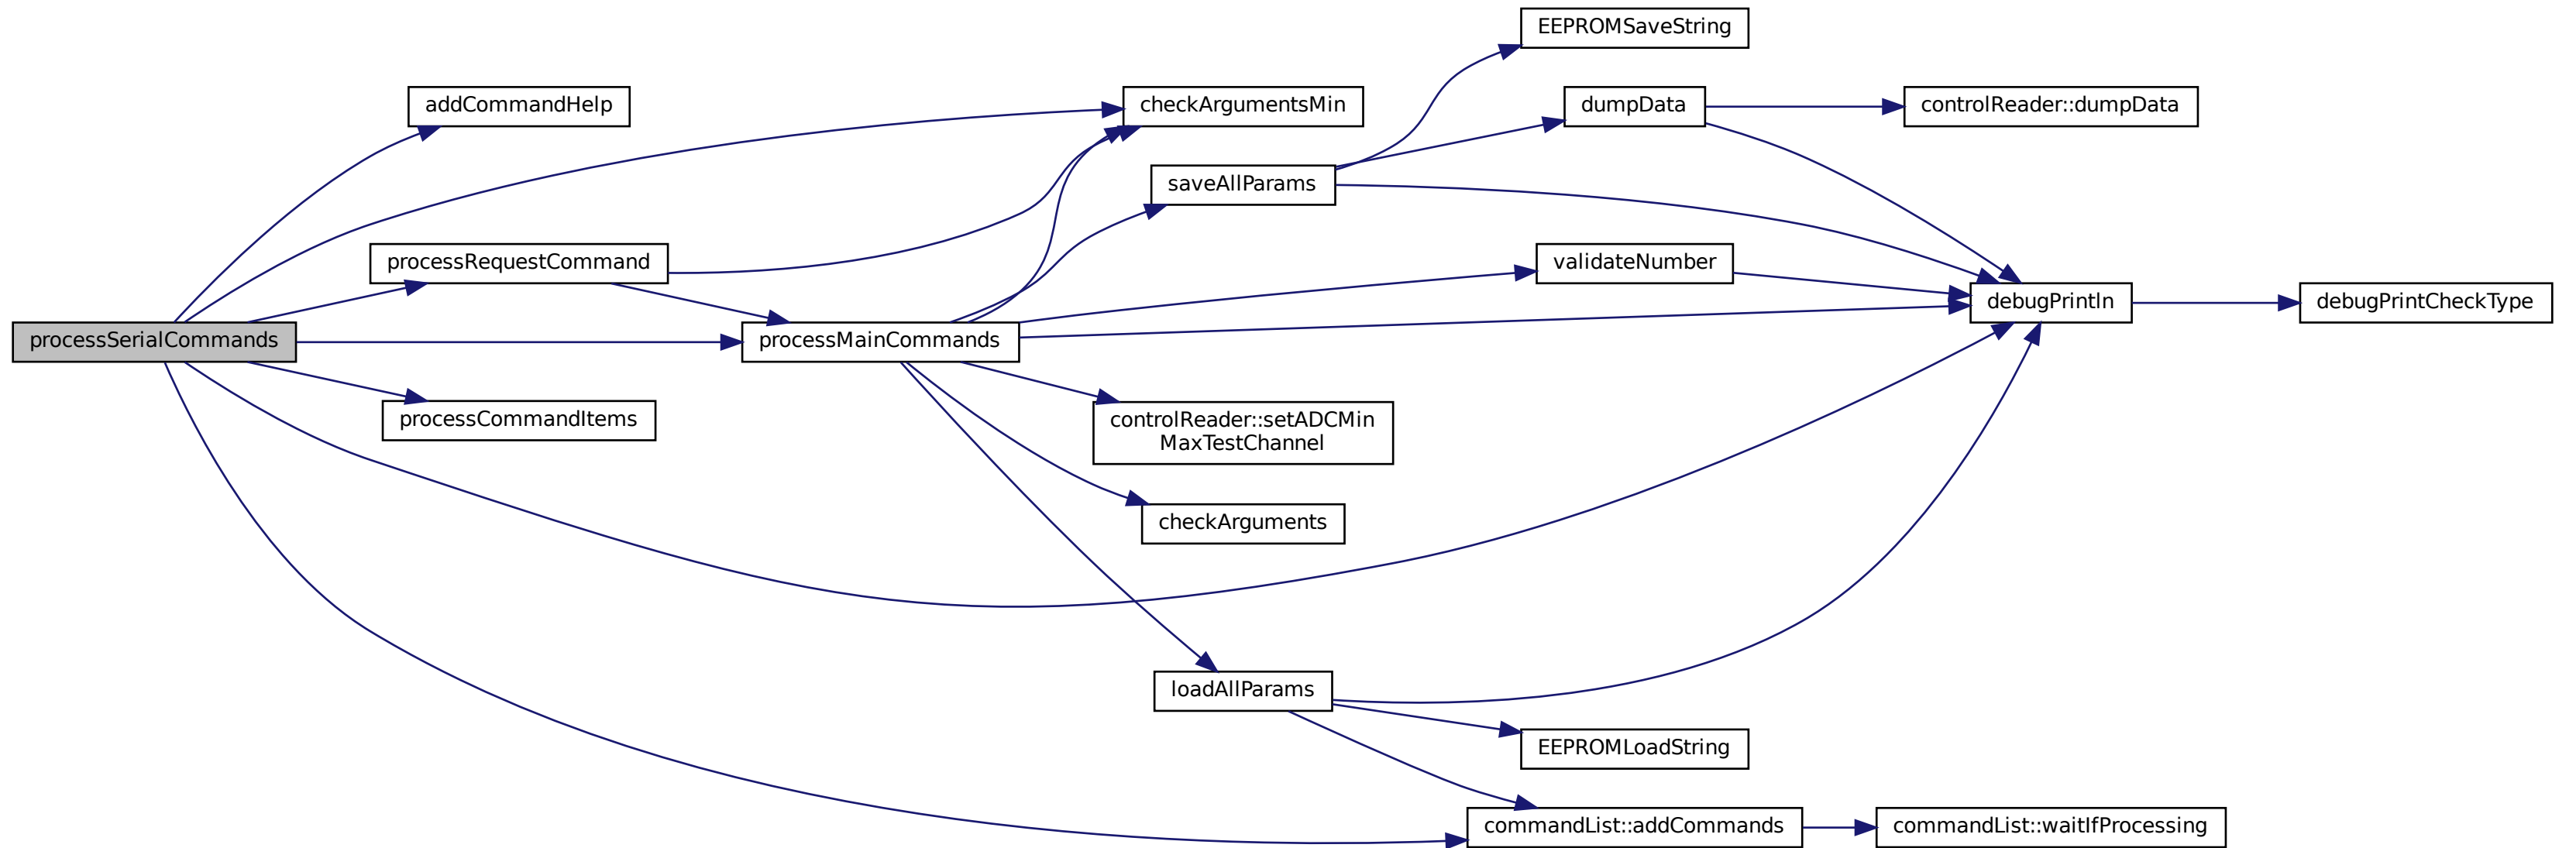 EEPROMSaveString
addCommandHelp
checkArgumentsMin
dumpData
controlReader::dumpData
saveAllParams
processRequestCommand
validateNumber
debugPrintln
debugPrintCheckType
processSerialCommands
processMainCommands
processCommandItems
controlReader::setADCMin
MaxTestChannel
checkArguments
loadAllParams
EEPROMLoadString
commandList::addCommands
commandList::waitIfProcessing